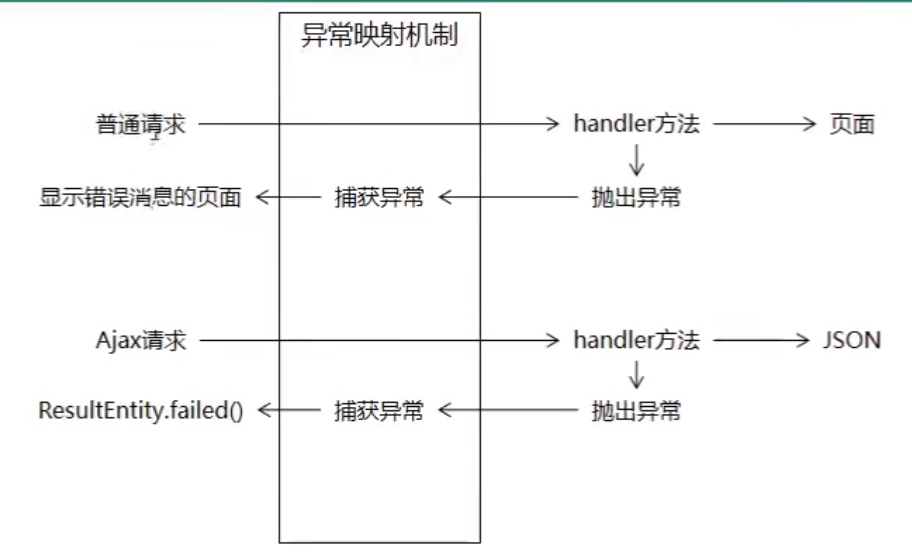 异常映射机制
普通请求 handler方法 页面
显示错误消息的页面 捕获异常 抛出异常
Ajax请求 handler方法 JSON
ResultEntity.failed() 捕获异常 抛出异常